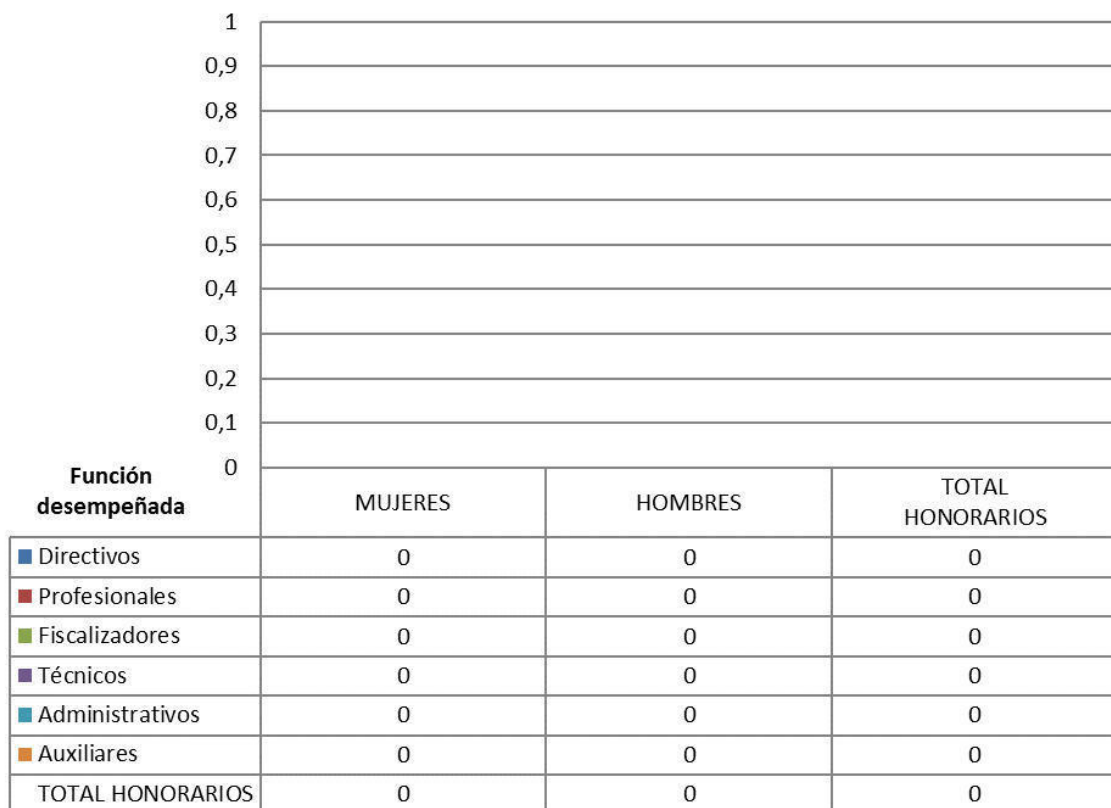 1
0,9
0,8
0,7
0,6
0,5
0,4
0,3
0,2
0,1
0
Función
desempeñada
MUJERES HOMBRES TOTAL
HONORARIOS
Directivos 0 0 0
Profesionales 0 0 0
Fiscalizadores 0 0 0
Técnicos 0 0 0
Administrativos 0 0 0
Auxiliares 0 0 0
TOTAL HONORARIOS 0 0 0